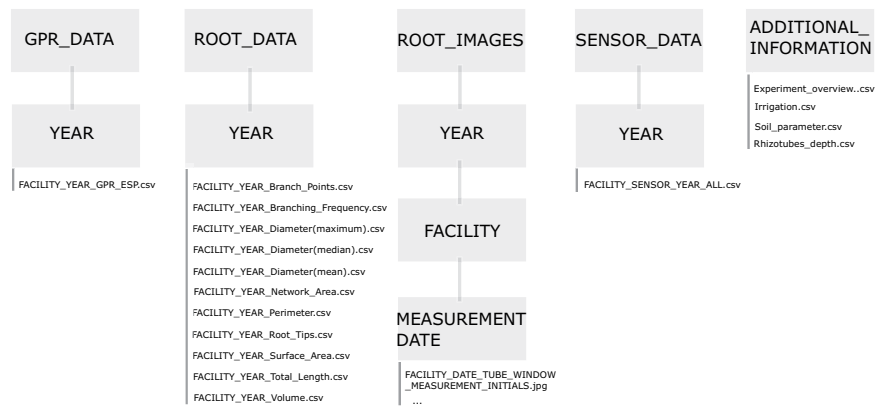 GPR_DATA
YEAR
FACILITY_YEAR_GPR_ESP.csv
ROOT_DATA
YEAR
FACILITY_YEAR_Branch_Points.csv
FACILITY_YEAR_Branching_Frequency.csv
FACILITY_YEAR_Diameter(maximum).csv
FACILITY_YEAR_Diameter(median).csv
FACILITY_YEAR_Diameter(mean).csv
FACILITY_YEAR_Network_Area.csv
FACILITY_YEAR_Perimeter.csv
FACILITY_YEAR_Root_Tips.csv
FACILITY_YEAR_Surface_Area.csv
FACILITY_YEAR_Total_Length.csv
FACILITY_YEAR_Volume.csv
ROOT_IMAGES
YEAR
FACILITY
MEASUREMENT
DATE
FACILITY_DATE_TUBE_WINDOW
_MEASUREMENT_INITIALS.jpg
...
SENSOR_DATA
YEAR
FACILITY_SENSOR_YEAR_ALL.csv
ADDITIONAL_
INFORMATION
Experiment_overview..csv
Irrigation.csv
Soil_parameter.csv
Rhizotubes_depth.csv